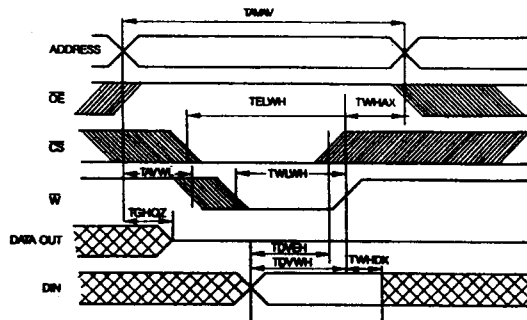 TAVAV
ADDRESS
OE
TELWH
TWHAX
CS
TAVWL
TWLWH
W
TGHQZ
DATA OUT
TDVEH
TDVWH
TWHDX
DIN